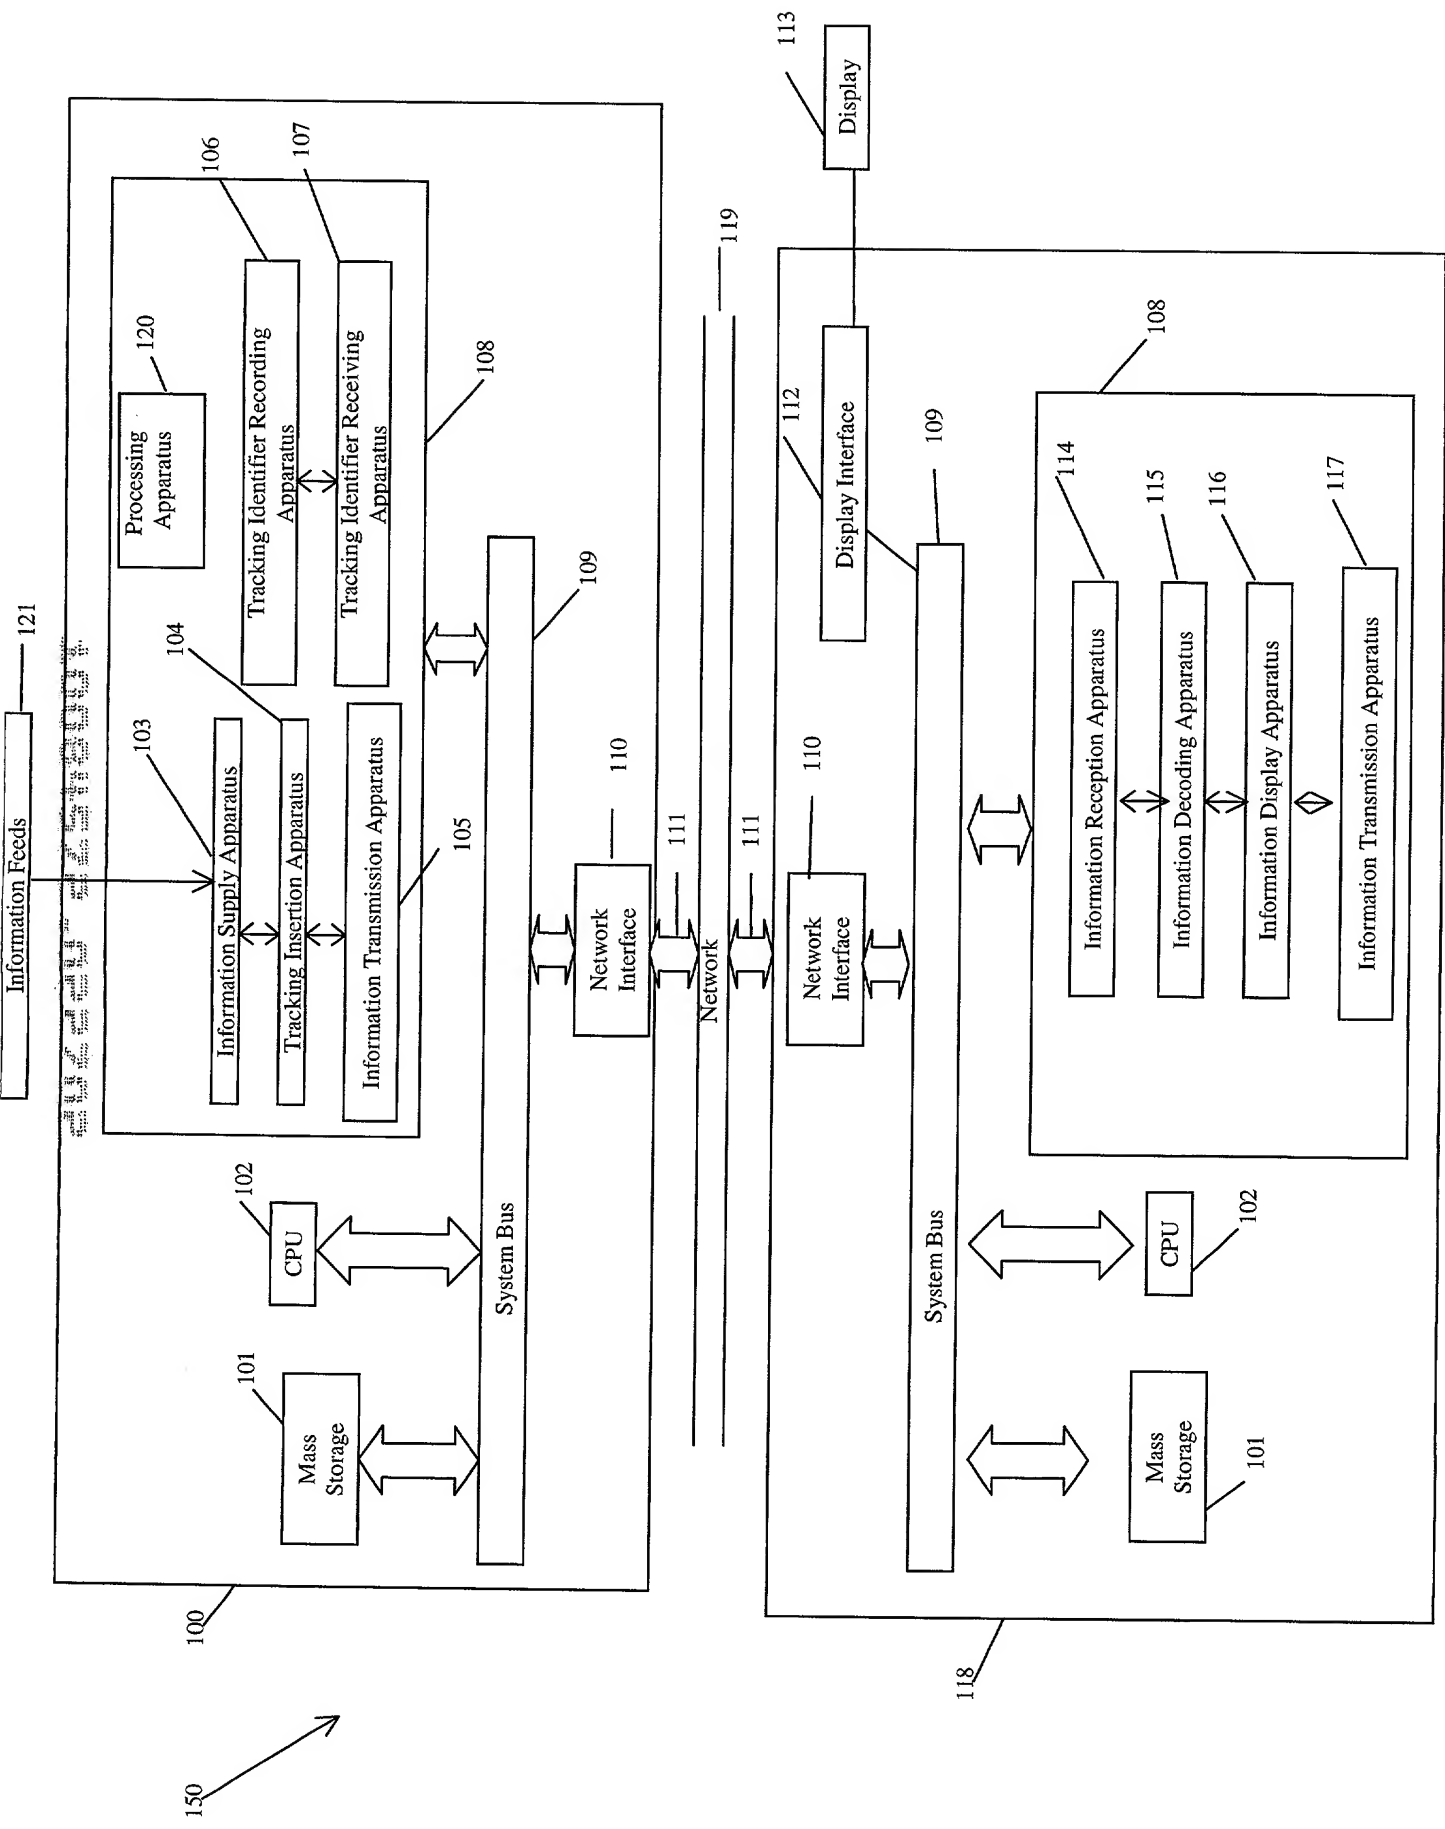 150
100
Information Feeds
121
Mass
Storage
101
CPU
102
Information Supply Apparatus
103
Tracking Insertion Apparatus
104
Information Transmission Apparatus
105
Processing
Apparatus
120
Tracking Identifier Recording
Apparatus
106
Tracking Identifier Receiving
Apparatus
107
108
System Bus
109
Network
Interface
110
111
Network
119
111
Network
Interface
110
Display Interface
112
Display
113
System Bus
109
118
Mass
Storage
101
CPU
102
108
Information Reception Apparatus
114
Information Decoding Apparatus
115
Information Display Apparatus
116
Information Transmission Apparatus
117